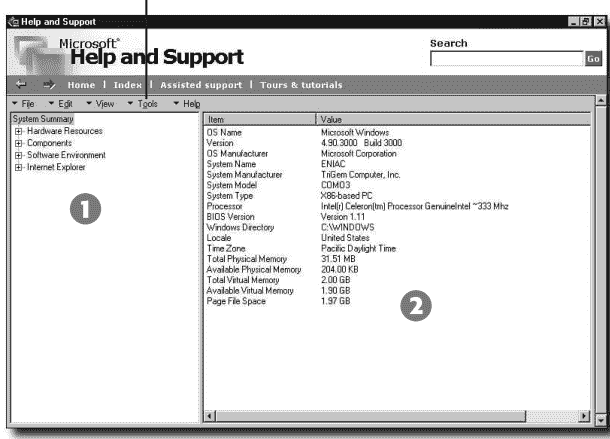 Help and Support
Microsoft®
Help and Support
Search
Go
Home | Index | Assisted support | Tours & tutorials
File Edit View Tools Help
System Summary
Hardware Resources
Components
Software Environment
Internet Explorer
1
Item Value
OS Name Microsoft Windows
Version 4.90.3000 Build 3000
OS Manufacturer Microsoft Corporation
System Name ENIAC
System Manufacturer TriGem Computer, Inc.
System Model COMO3
System Type X86-based PC
Processor Intel(r) Celeron(tm) Processor GenuineIntel ~333 Mhz
BIOS Version Version 1.11
Windows Directory C:\WINDOWS
Locale United States
Time Zone Pacific Daylight Time
Total Physical Memory 31.51 MB
Available Physical Memory 204.00 KB
Total Virtual Memory 2.00 GB
Available Virtual Memory 1.90 GB
Page File Space 1.97 GB
2